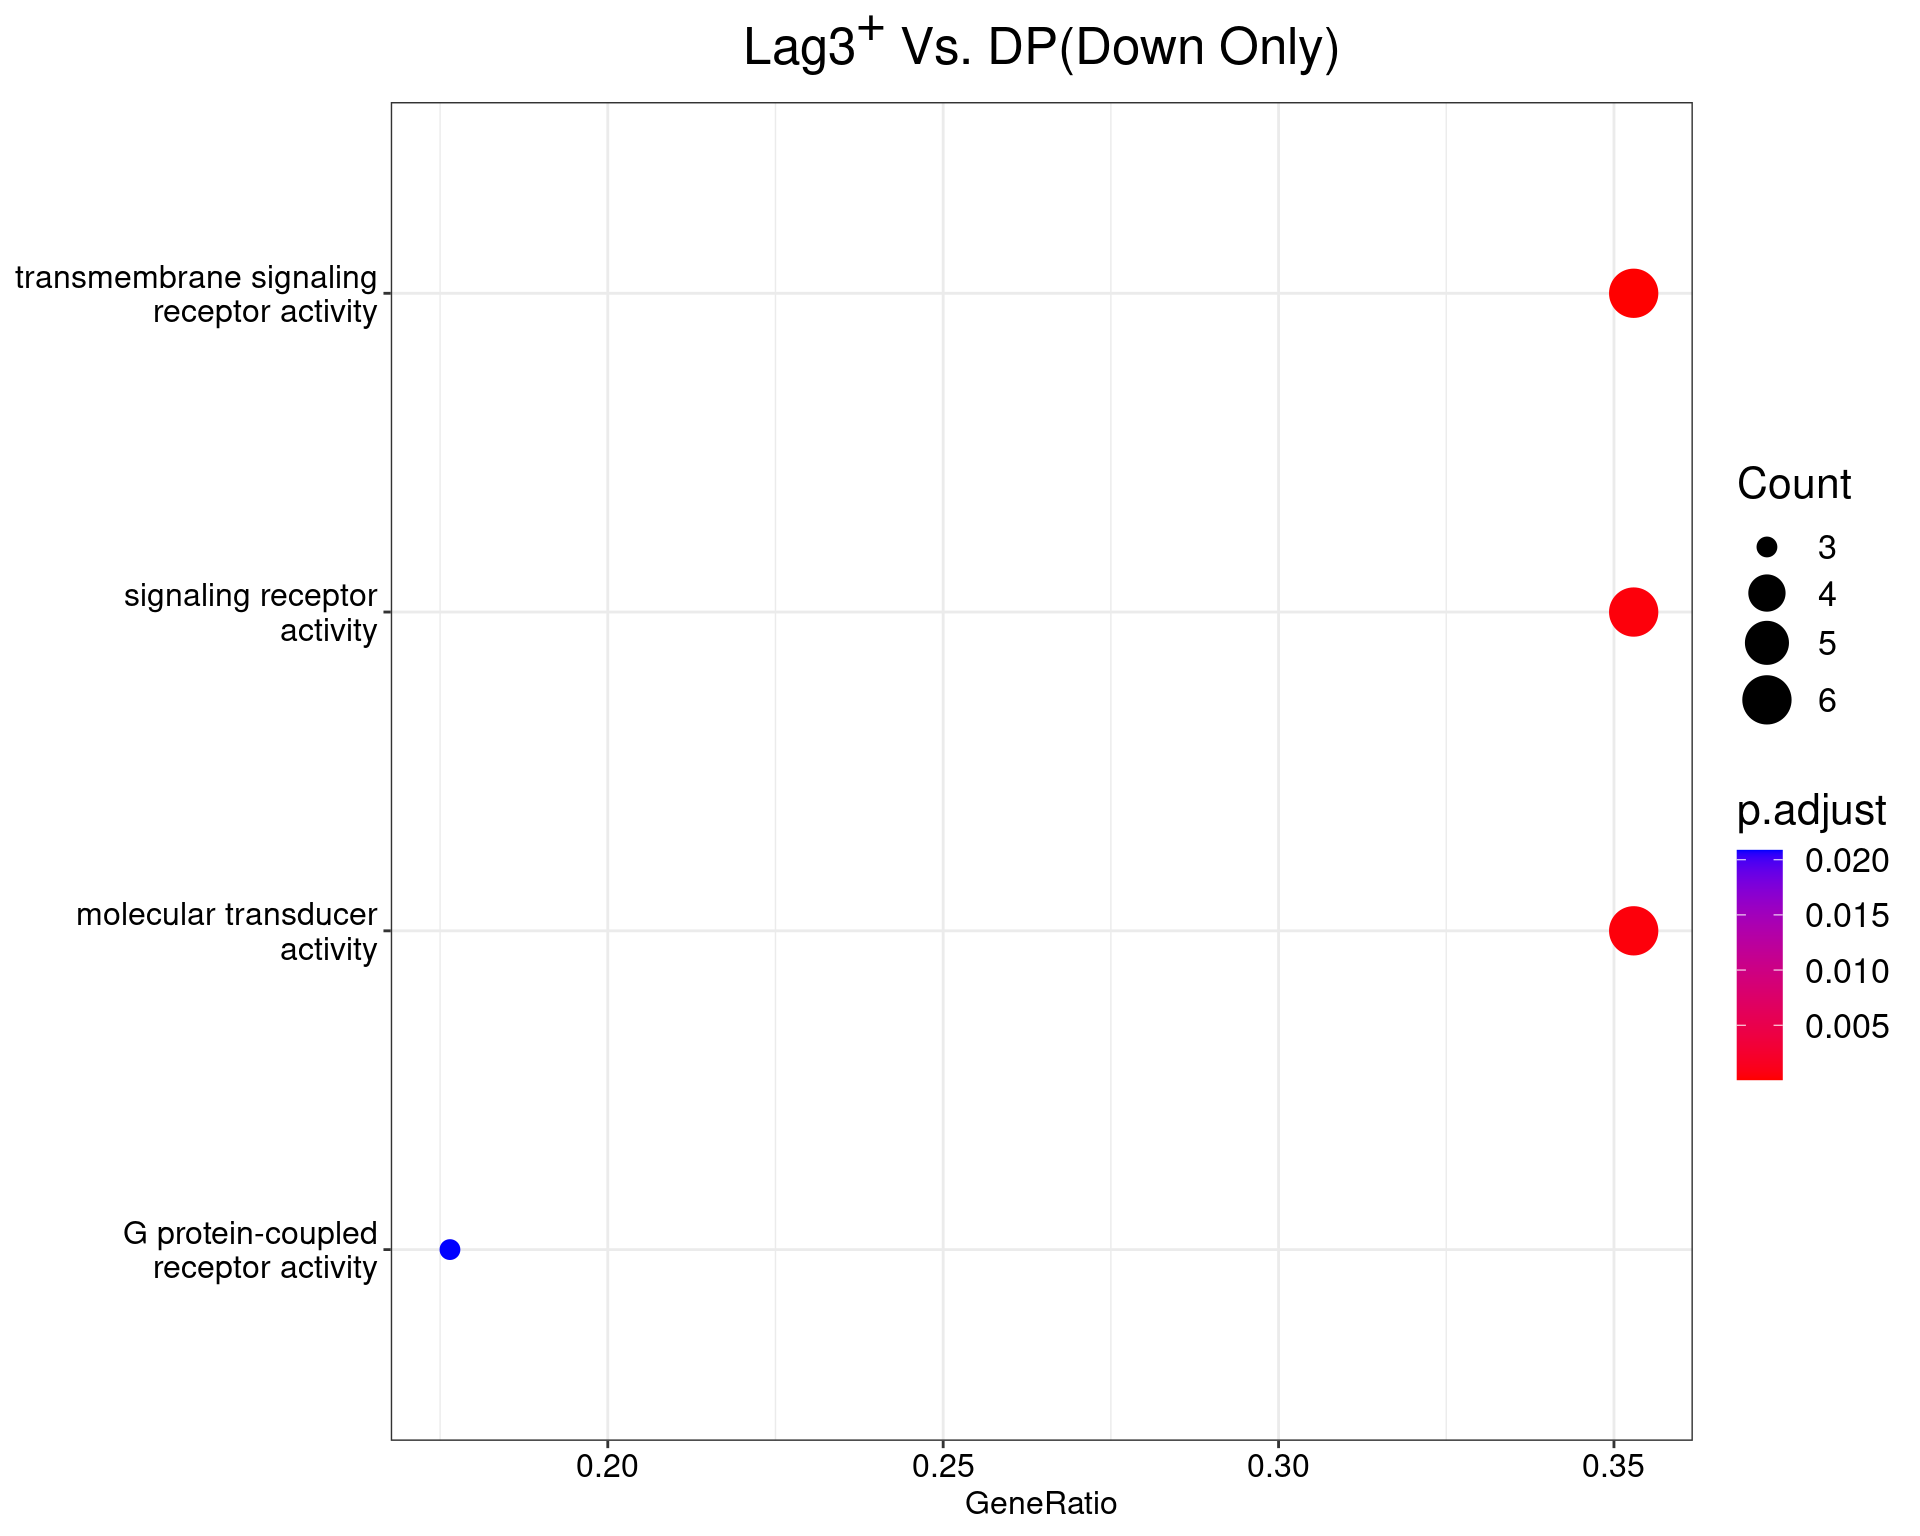 Lag3+ Vs. DP(Down Only)
transmembrane signaling
receptor activity
signaling receptor
activity
molecular transducer
activity
G protein-coupled
receptor activity
0.20
0.25
0.30
0.35
GeneRatio
Count
3
4
5
6
p.adjust
0.020
0.015
0.010
0.005